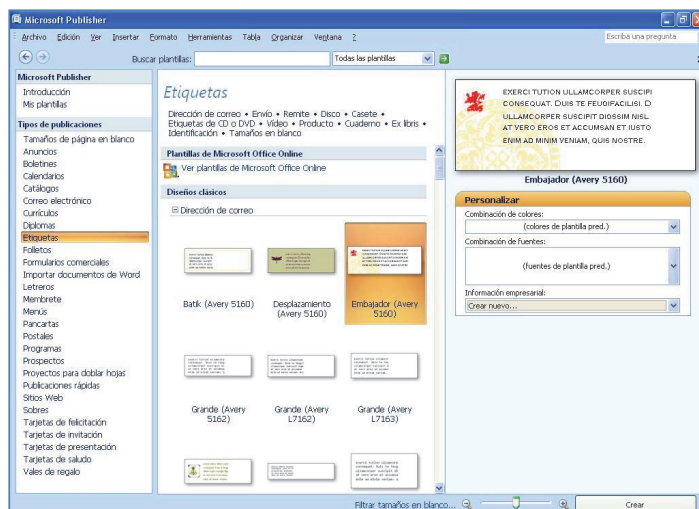 Microsoft Publisher
Archivo Edición Ver Insertar Formato Herramientas Tabla Organizar Ventana ?
Escriba una pregunta
Buscar plantillas: Todas las plantillas
Microsoft Publisher
Introducción
Mis plantillas
Tipos de publicaciones
Tamaños de página en blanco
Anuncios
Boletines
Calendarios
Catálogos
Correo electrónico
Currículos
Diplomas
Etiquetas
Folletos
Formularios comerciales
Importar documentos de Word
Letreros
Membrete
Menús
Pancartas
Postales
Programas
Prospectos
Proyectos para doblar hojas
Publicaciones rápidas
Sitios Web
Sobres
Tarjetas de felicitación
Tarjetas de invitación
Tarjetas de presentación
Tarjetas de saludo
Vales de regalo
Etiquetas
Dirección de correo • Envío • Remite • Disco • Casete •
Etiquetas de CD o DVD • Vídeo • Producto • Cuaderno • Ex libris •
Identificación • Tamaños en blanco
Plantillas de Microsoft Office Online
Ver plantillas de Microsoft Office Online
Diseños clásicos
Dirección de correo
Batik (Avery 5160)
Desplazamiento
(Avery 5160)
Embajador (Avery
5160)
Grande (Avery
5162)
Grande (Avery
L7162)
Grande (Avery
L7163)
EXERCI TUTION ULLAMCORPER SUSCIPI
CONSEQUAT. DUIS TE FEUGIFACILISI. D
ULLAMCORPER SUSCIPIT DIOSSIM NISL
AT VERO EROS ET ACCUMSAN ET IUSTO
ENIM AD MINIM VENIAM, QUIS NOSTRE.
Embajador (Avery 5160)
Personalizar
Combinación de colores:
(colores de plantilla pred.)
Combinación de fuentes:
(fuentes de plantilla pred.)
Información empresarial:
Crear nuevo...
Filtrar tamaños en blanco...
Crear